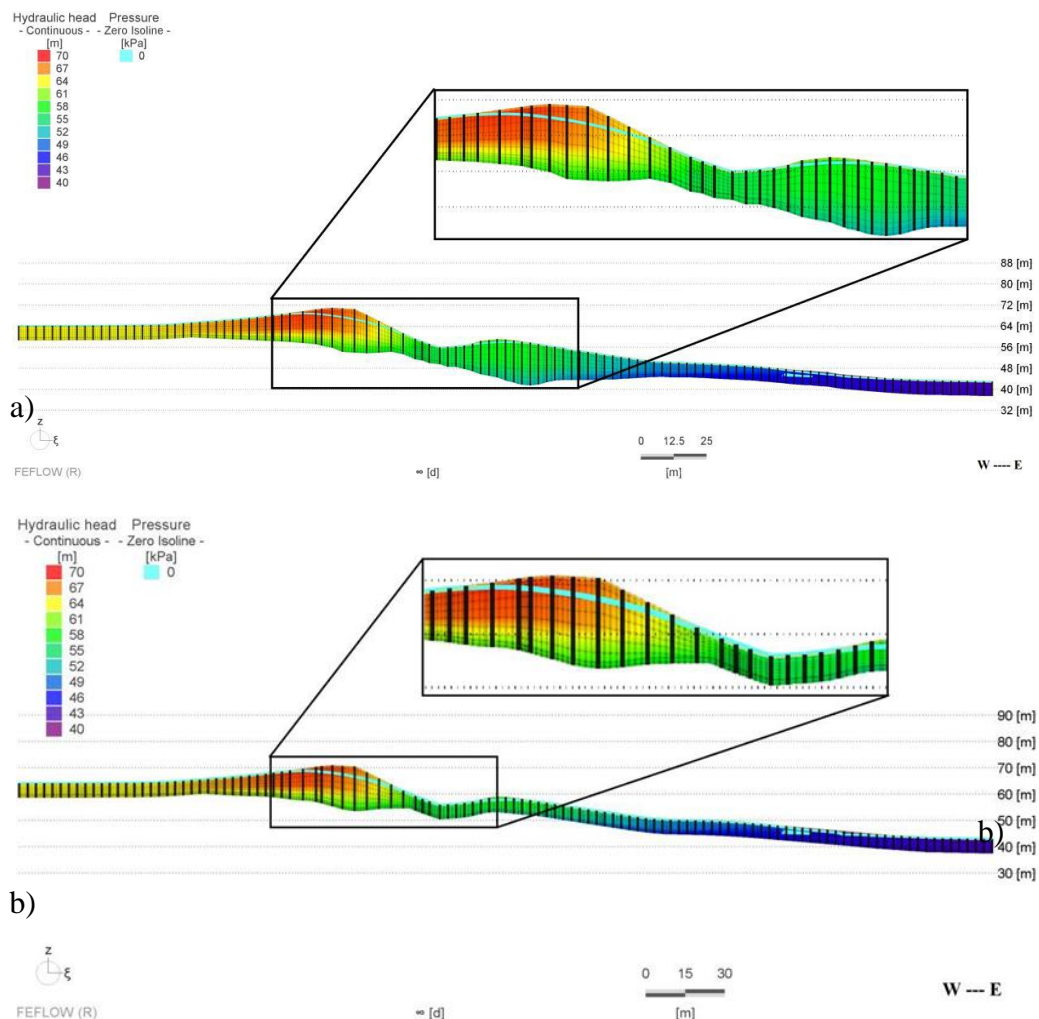 Hydraulic head Pressure
- Continuous - - Zero Isoline -
[m] [kPa]
70 0
67
64
61
58
55
52
49
46
43
40
88 [m]
80 [m]
72 [m]
64 [m]
56 [m]
48 [m]
40 [m]
32 [m]
a)
z
ξ
0 12.5 25
FEFLOW (R) ∞ [d] [m] W ---- E
Hydraulic head Pressure
- Continuous - - Zero Isoline -
[m] [kPa]
70 0
67
64
61
58
55
52
49
46
43
40
90 [m]
80 [m]
70 [m]
60 [m]
50 [m]
b)
40 [m]
30 [m]
b)
z
ξ
0 15 30
W --- E
FEFLOW (R) ∞ [d] [m]